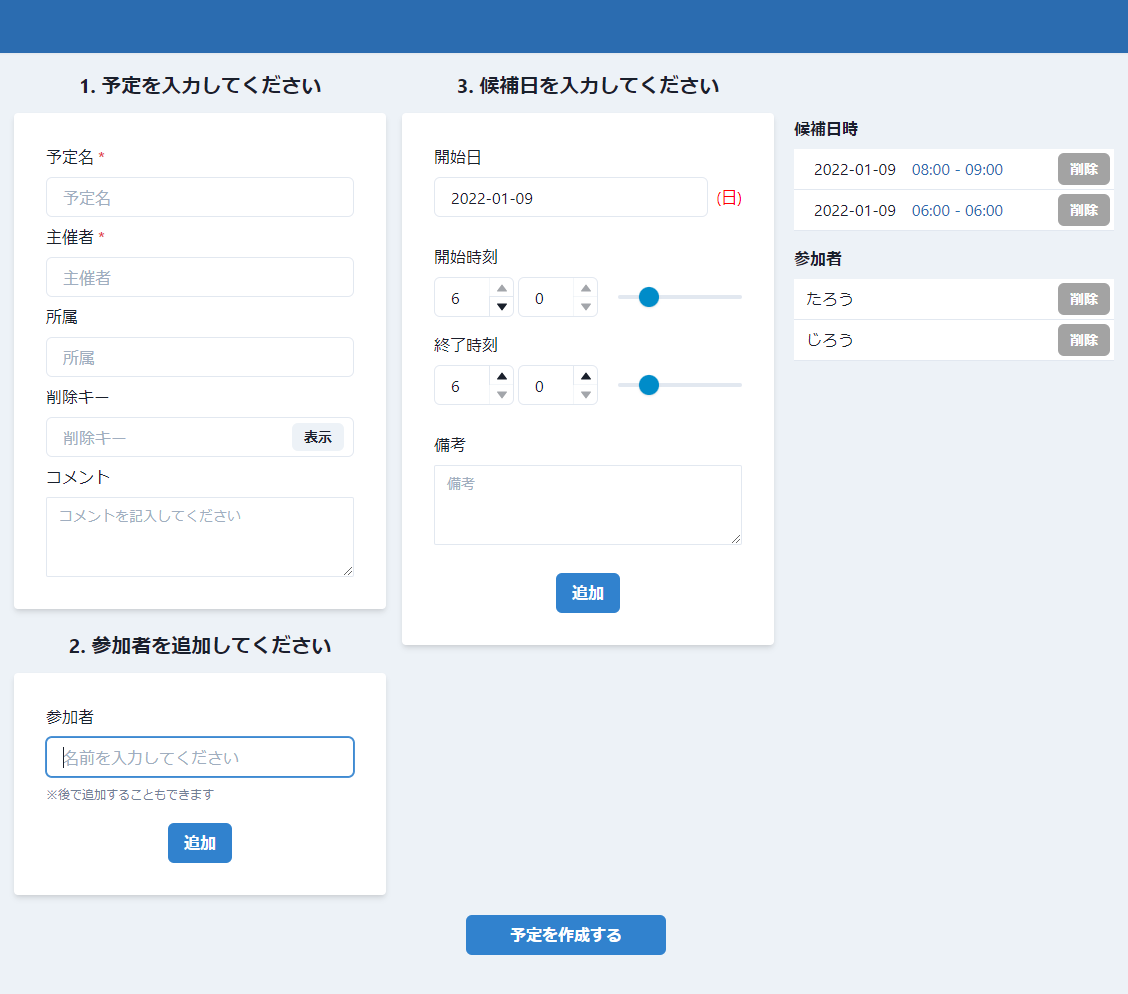 1. 予定を入力してください
予定名 *
予定名
主催者 *
主催者
所属
所属
削除キー
削除キー
表示
コメント
コメントを記入してください
2. 参加者を追加してください
参加者
名前を入力してください
※後で追加することもできます
追加
3. 候補日を入力してください
開始日
2022-01-09 (日)
開始時刻
6 0
終了時刻
6 0
備考
備考
追加
候補日時
2022-01-09 08:00 - 09:00 削除
2022-01-09 06:00 - 06:00 削除
参加者
たろう 削除
じろう 削除
予定を作成する